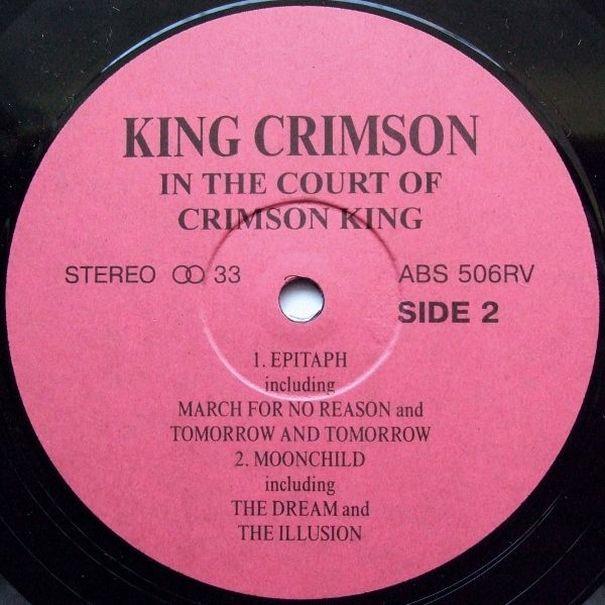 KING CRIMSON
IN THE COURT OF
CRIMSON KING
STEREO OO 33
ABS 506RV
SIDE 2
1. EPITAPH
including
MARCH FOR NO REASON and
TOMORROW AND TOMORROW
2. MOONCHILD
including
THE DREAM and
THE ILLUSION